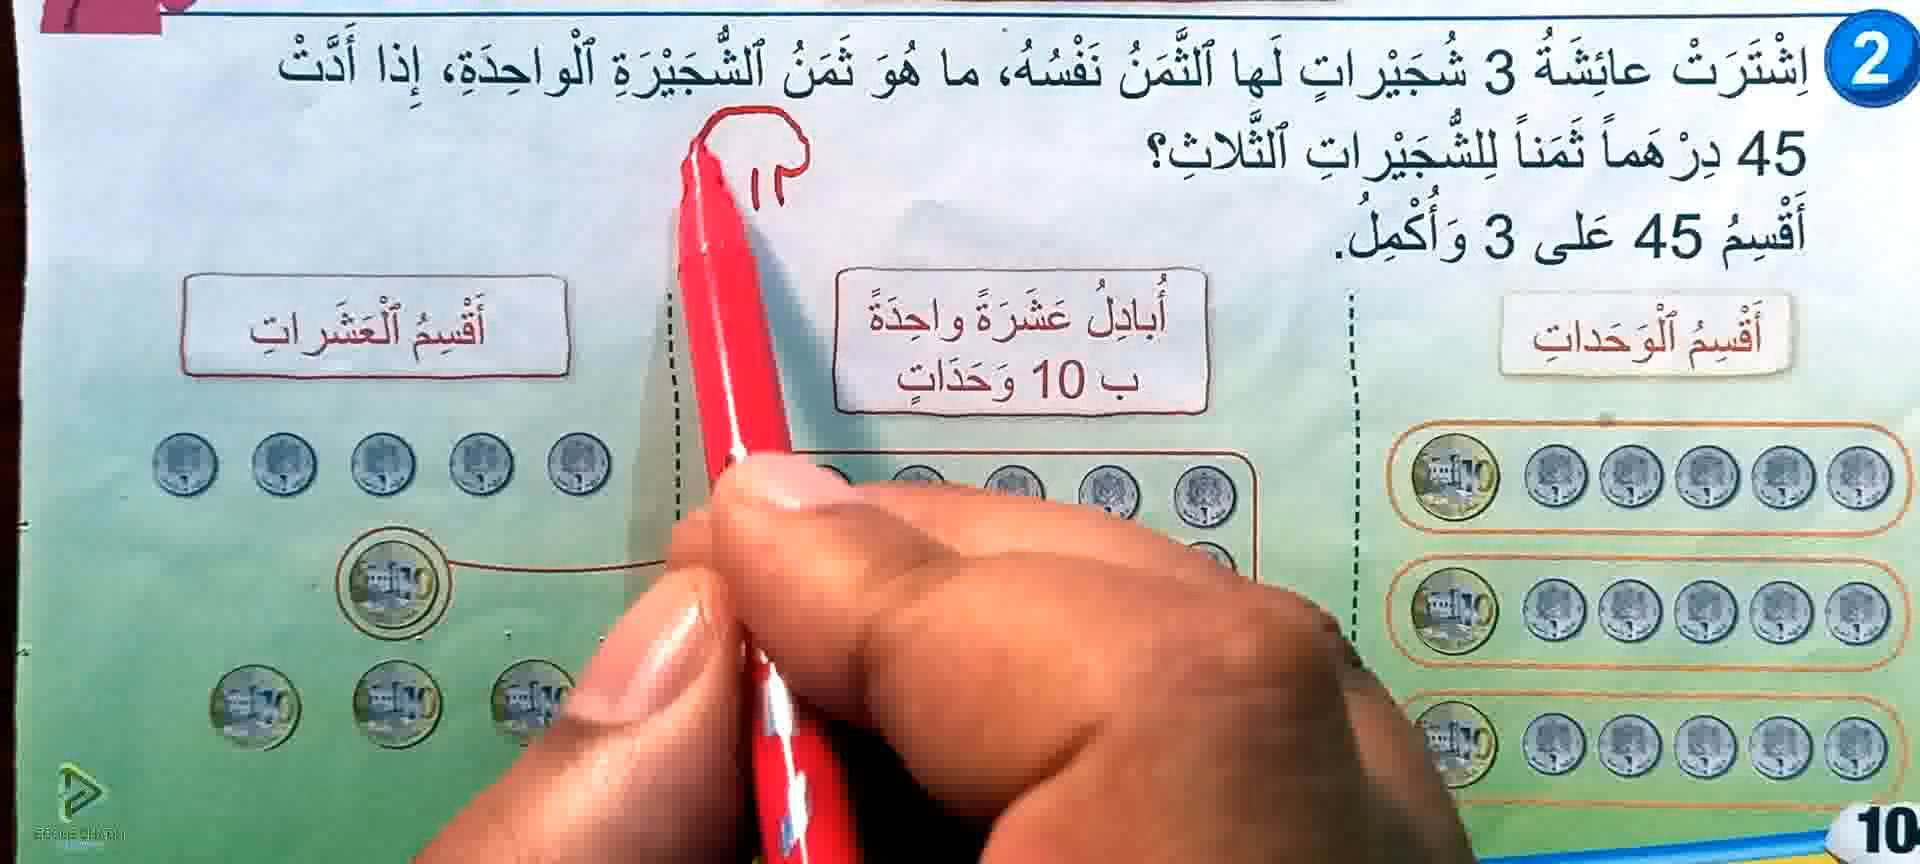 2
اِشْتَرَتْ عائِشَةُ 3 شُجَيْراتٍ لَها ٱلثَّمَنُ نَفْسُهُ، ما هُوَ ثَمَنُ ٱلشُّجَيْرَةِ ٱلْواحِدَةِ، إِذا أَدَّتْ
45 دِرْهَماً ثَمَناً لِلشُّجَيْراتِ ٱلثَّلاثِ؟
أَقْسِمُ 45 عَلى 3 وَأُكْمِلُ.
أَقْسِمُ ٱلْوَحَداتِ
أُبادِلُ عَشَرَةً واحِدَةً
ب 10 وَحَدَاتٍ
أَقْسِمُ ٱلْعَشَراتِ
10